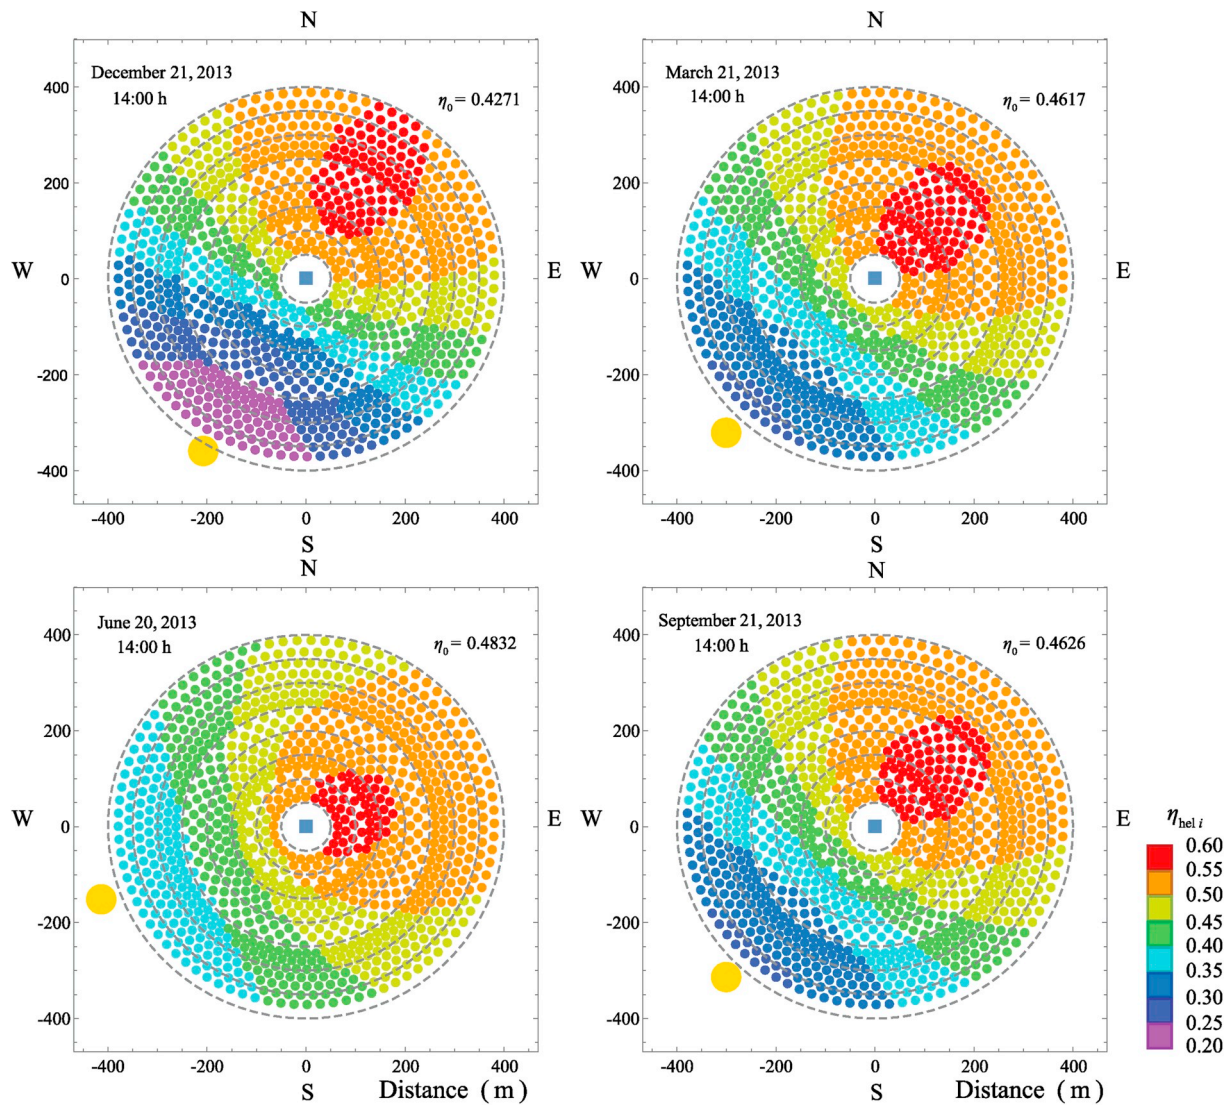 N
December 21, 2013
14:00 h
η0 = 0.4271
400
200
0
-200
-400
W
E
-400 -200 0 200 400
S
N
March 21, 2013
14:00 h
η0 = 0.4617
400
200
0
-200
-400
W
E
-400 -200 0 200 400
S
N
June 20, 2013
14:00 h
η0 = 0.4832
400
200
0
-200
-400
W
E
-400 -200 0 200 400
S
Distance ( m )
N
September 21, 2013
14:00 h
η0 = 0.4626
400
200
0
-200
-400
W
E
-400 -200 0 200 400
S
Distance ( m )
ηhel i
0.60
0.55
0.50
0.45
0.40
0.35
0.30
0.25
0.20